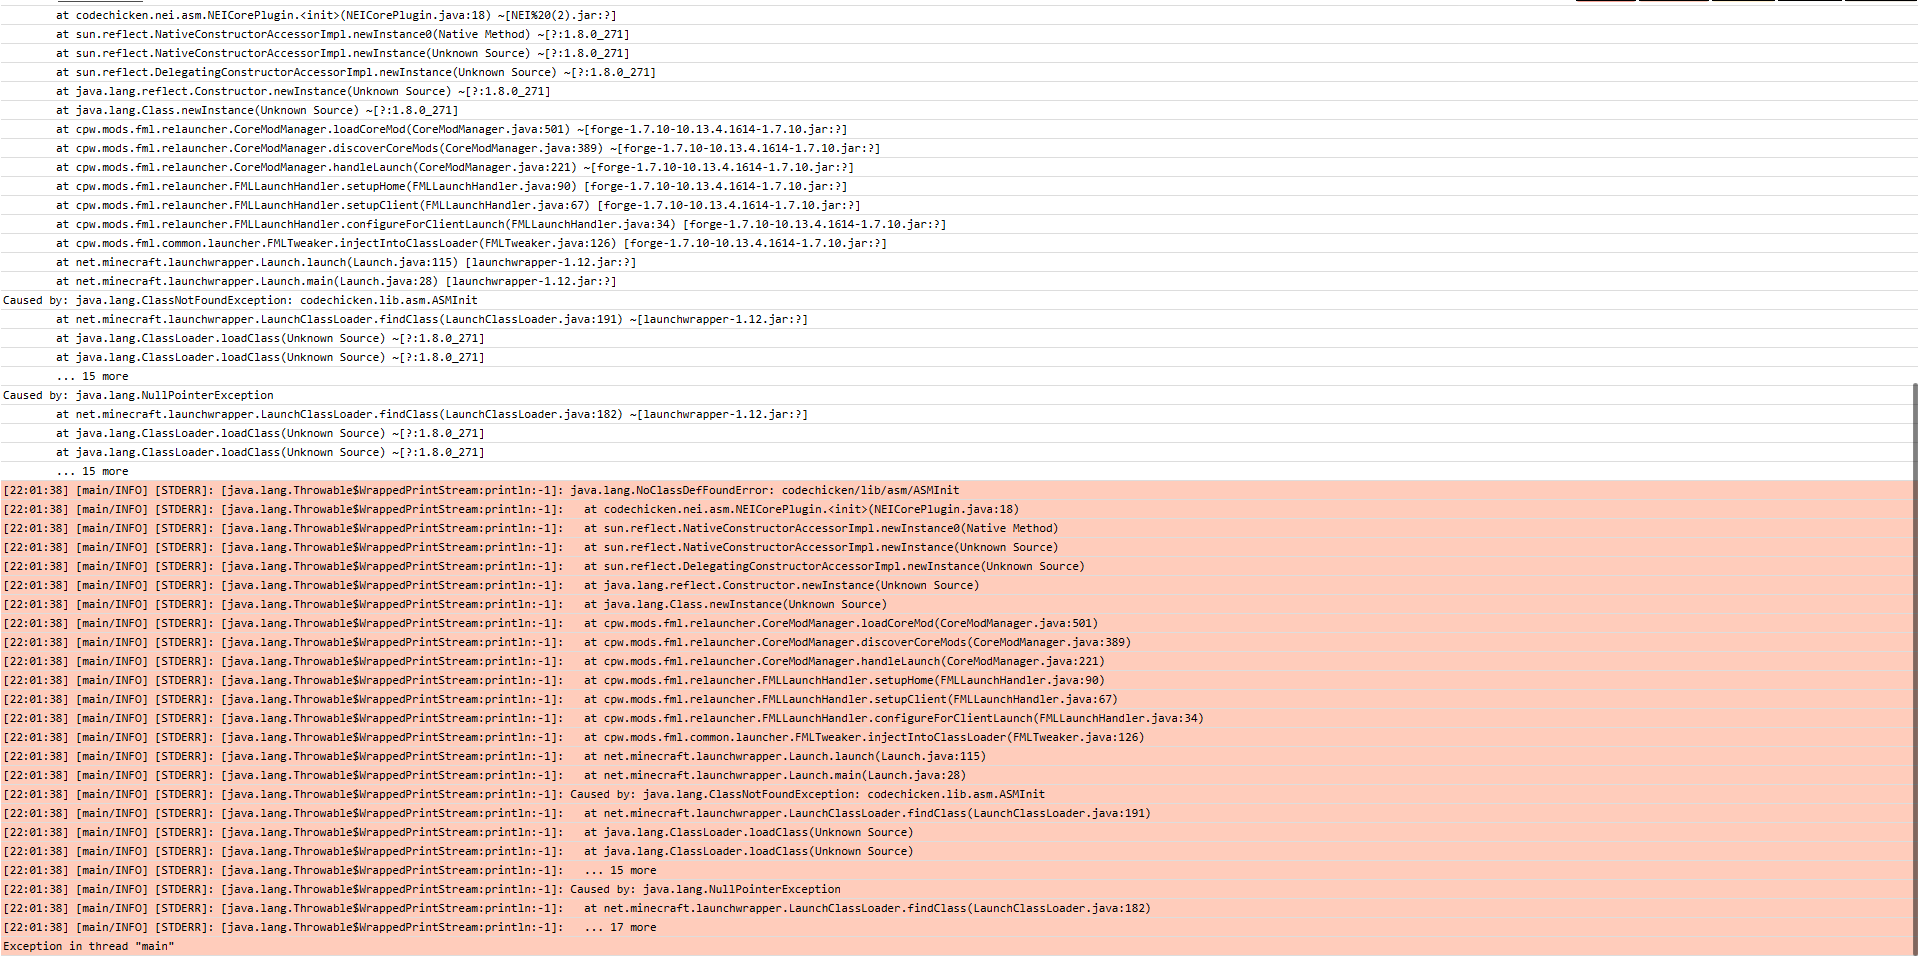 at codechicken.nei.asm.NEICorePlugin.<init>(NEICorePlugin.java:18) ~[NEI%20(2).jar:?]
at sun.reflect.NativeConstructorAccessorImpl.newInstance0(Native Method) ~[?:1.8.0_271]
at sun.reflect.NativeConstructorAccessorImpl.newInstance(Unknown Source) ~[?:1.8.0_271]
at sun.reflect.DelegatingConstructorAccessorImpl.newInstance(Unknown Source) ~[?:1.8.0_271]
at java.lang.reflect.Constructor.newInstance(Unknown Source) ~[?:1.8.0_271]
at java.lang.Class.newInstance(Unknown Source) ~[?:1.8.0_271]
at cpw.mods.fml.relauncher.CoreModManager.loadCoreMod(CoreModManager.java:501) ~[forge-1.7.10-10.13.4.1614-1.7.10.jar:?]
at cpw.mods.fml.relauncher.CoreModManager.discoverCoreMods(CoreModManager.java:389) ~[forge-1.7.10-10.13.4.1614-1.7.10.jar:?]
at cpw.mods.fml.relauncher.CoreModManager.handleLaunch(CoreModManager.java:221) ~[forge-1.7.10-10.13.4.1614-1.7.10.jar:?]
at cpw.mods.fml.relauncher.FMLLaunchHandler.setupHome(FMLLaunchHandler.java:90) [forge-1.7.10-10.13.4.1614-1.7.10.jar:?]
at cpw.mods.fml.relauncher.FMLLaunchHandler.setupClient(FMLLaunchHandler.java:67) [forge-1.7.10-10.13.4.1614-1.7.10.jar:?]
at cpw.mods.fml.relauncher.FMLLaunchHandler.configureForClientLaunch(FMLLaunchHandler.java:34) [forge-1.7.10-10.13.4.1614-1.7.10.jar:?]
at cpw.mods.fml.common.launcher.FMLTweaker.injectIntoClassLoader(FMLTweaker.java:126) [forge-1.7.10-10.13.4.1614-1.7.10.jar:?]
at net.minecraft.launchwrapper.Launch.launch(Launch.java:115) [launchwrapper-1.12.jar:?]
at net.minecraft.launchwrapper.Launch.main(Launch.java:28) [launchwrapper-1.12.jar:?]
Caused by: java.lang.ClassNotFoundException: codechicken.lib.asm.ASMInit
at net.minecraft.launchwrapper.LaunchClassLoader.findClass(LaunchClassLoader.java:191) ~[launchwrapper-1.12.jar:?]
at java.lang.ClassLoader.loadClass(Unknown Source) ~[?:1.8.0_271]
at java.lang.ClassLoader.loadClass(Unknown Source) ~[?:1.8.0_271]
... 15 more
Caused by: java.lang.NullPointerException
at net.minecraft.launchwrapper.LaunchClassLoader.findClass(LaunchClassLoader.java:182) ~[launchwrapper-1.12.jar:?]
at java.lang.ClassLoader.loadClass(Unknown Source) ~[?:1.8.0_271]
at java.lang.ClassLoader.loadClass(Unknown Source) ~[?:1.8.0_271]
... 15 more
[22:01:38] [main/INFO] [STDERR]: [java.lang.Throwable$WrappedPrintStream:println:-1]: java.lang.NoClassDefFoundError: codechicken/lib/asm/ASMInit
[22:01:38] [main/INFO] [STDERR]: [java.lang.Throwable$WrappedPrintStream:println:-1]: at codechicken.nei.asm.NEICorePlugin.<init>(NEICorePlugin.java:18)
[22:01:38] [main/INFO] [STDERR]: [java.lang.Throwable$WrappedPrintStream:println:-1]: at sun.reflect.NativeConstructorAccessorImpl.newInstance0(Native Method)
[22:01:38] [main/INFO] [STDERR]: [java.lang.Throwable$WrappedPrintStream:println:-1]: at sun.reflect.NativeConstructorAccessorImpl.newInstance(Unknown Source)
[22:01:38] [main/INFO] [STDERR]: [java.lang.Throwable$WrappedPrintStream:println:-1]: at sun.reflect.DelegatingConstructorAccessorImpl.newInstance(Unknown Source)
[22:01:38] [main/INFO] [STDERR]: [java.lang.Throwable$WrappedPrintStream:println:-1]: at java.lang.reflect.Constructor.newInstance(Unknown Source)
[22:01:38] [main/INFO] [STDERR]: [java.lang.Throwable$WrappedPrintStream:println:-1]: at java.lang.Class.newInstance(Unknown Source)
[22:01:38] [main/INFO] [STDERR]: [java.lang.Throwable$WrappedPrintStream:println:-1]: at cpw.mods.fml.relauncher.CoreModManager.loadCoreMod(CoreModManager.java:501)
[22:01:38] [main/INFO] [STDERR]: [java.lang.Throwable$WrappedPrintStream:println:-1]: at cpw.mods.fml.relauncher.CoreModManager.discoverCoreMods(CoreModManager.java:389)
[22:01:38] [main/INFO] [STDERR]: [java.lang.Throwable$WrappedPrintStream:println:-1]: at cpw.mods.fml.relauncher.CoreModManager.handleLaunch(CoreModManager.java:221)
[22:01:38] [main/INFO] [STDERR]: [java.lang.Throwable$WrappedPrintStream:println:-1]: at cpw.mods.fml.relauncher.FMLLaunchHandler.setupHome(FMLLaunchHandler.java:90)
[22:01:38] [main/INFO] [STDERR]: [java.lang.Throwable$WrappedPrintStream:println:-1]: at cpw.mods.fml.relauncher.FMLLaunchHandler.setupClient(FMLLaunchHandler.java:67)
[22:01:38] [main/INFO] [STDERR]: [java.lang.Throwable$WrappedPrintStream:println:-1]: at cpw.mods.fml.relauncher.FMLLaunchHandler.configureForClientLaunch(FMLLaunchHandler.java:34)
[22:01:38] [main/INFO] [STDERR]: [java.lang.Throwable$WrappedPrintStream:println:-1]: at cpw.mods.fml.common.launcher.FMLTweaker.injectIntoClassLoader(FMLTweaker.java:126)
[22:01:38] [main/INFO] [STDERR]: [java.lang.Throwable$WrappedPrintStream:println:-1]: at net.minecraft.launchwrapper.Launch.launch(Launch.java:115)
[22:01:38] [main/INFO] [STDERR]: [java.lang.Throwable$WrappedPrintStream:println:-1]: at net.minecraft.launchwrapper.Launch.main(Launch.java:28)
[22:01:38] [main/INFO] [STDERR]: [java.lang.Throwable$WrappedPrintStream:println:-1]: Caused by: java.lang.ClassNotFoundException: codechicken.lib.asm.ASMInit
[22:01:38] [main/INFO] [STDERR]: [java.lang.Throwable$WrappedPrintStream:println:-1]: at net.minecraft.launchwrapper.LaunchClassLoader.findClass(LaunchClassLoader.java:191)
[22:01:38] [main/INFO] [STDERR]: [java.lang.Throwable$WrappedPrintStream:println:-1]: at java.lang.ClassLoader.loadClass(Unknown Source)
[22:01:38] [main/INFO] [STDERR]: [java.lang.Throwable$WrappedPrintStream:println:-1]: at java.lang.ClassLoader.loadClass(Unknown Source)
[22:01:38] [main/INFO] [STDERR]: [java.lang.Throwable$WrappedPrintStream:println:-1]: ... 15 more
[22:01:38] [main/INFO] [STDERR]: [java.lang.Throwable$WrappedPrintStream:println:-1]: Caused by: java.lang.NullPointerException
[22:01:38] [main/INFO] [STDERR]: [java.lang.Throwable$WrappedPrintStream:println:-1]: at net.minecraft.launchwrapper.LaunchClassLoader.findClass(LaunchClassLoader.java:182)
[22:01:38] [main/INFO] [STDERR]: [java.lang.Throwable$WrappedPrintStream:println:-1]: ... 17 more
Exception in thread "main"